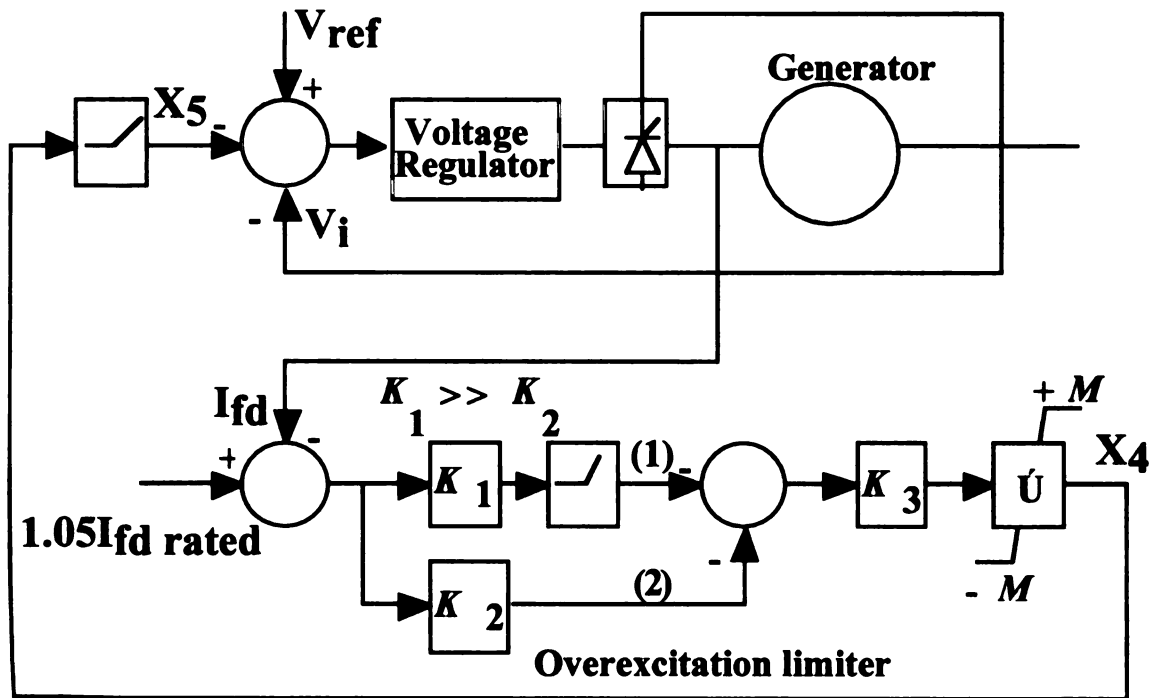 Vref
+
Generator
X5
-
Voltage
Regulator
-
Vi
K1 >> K2
+ M
Ifd
-
+
(1)
-
X4
K1
K3
Ú
1.05Ifd rated
-
- M
K2
(2)
Overexcitation limiter